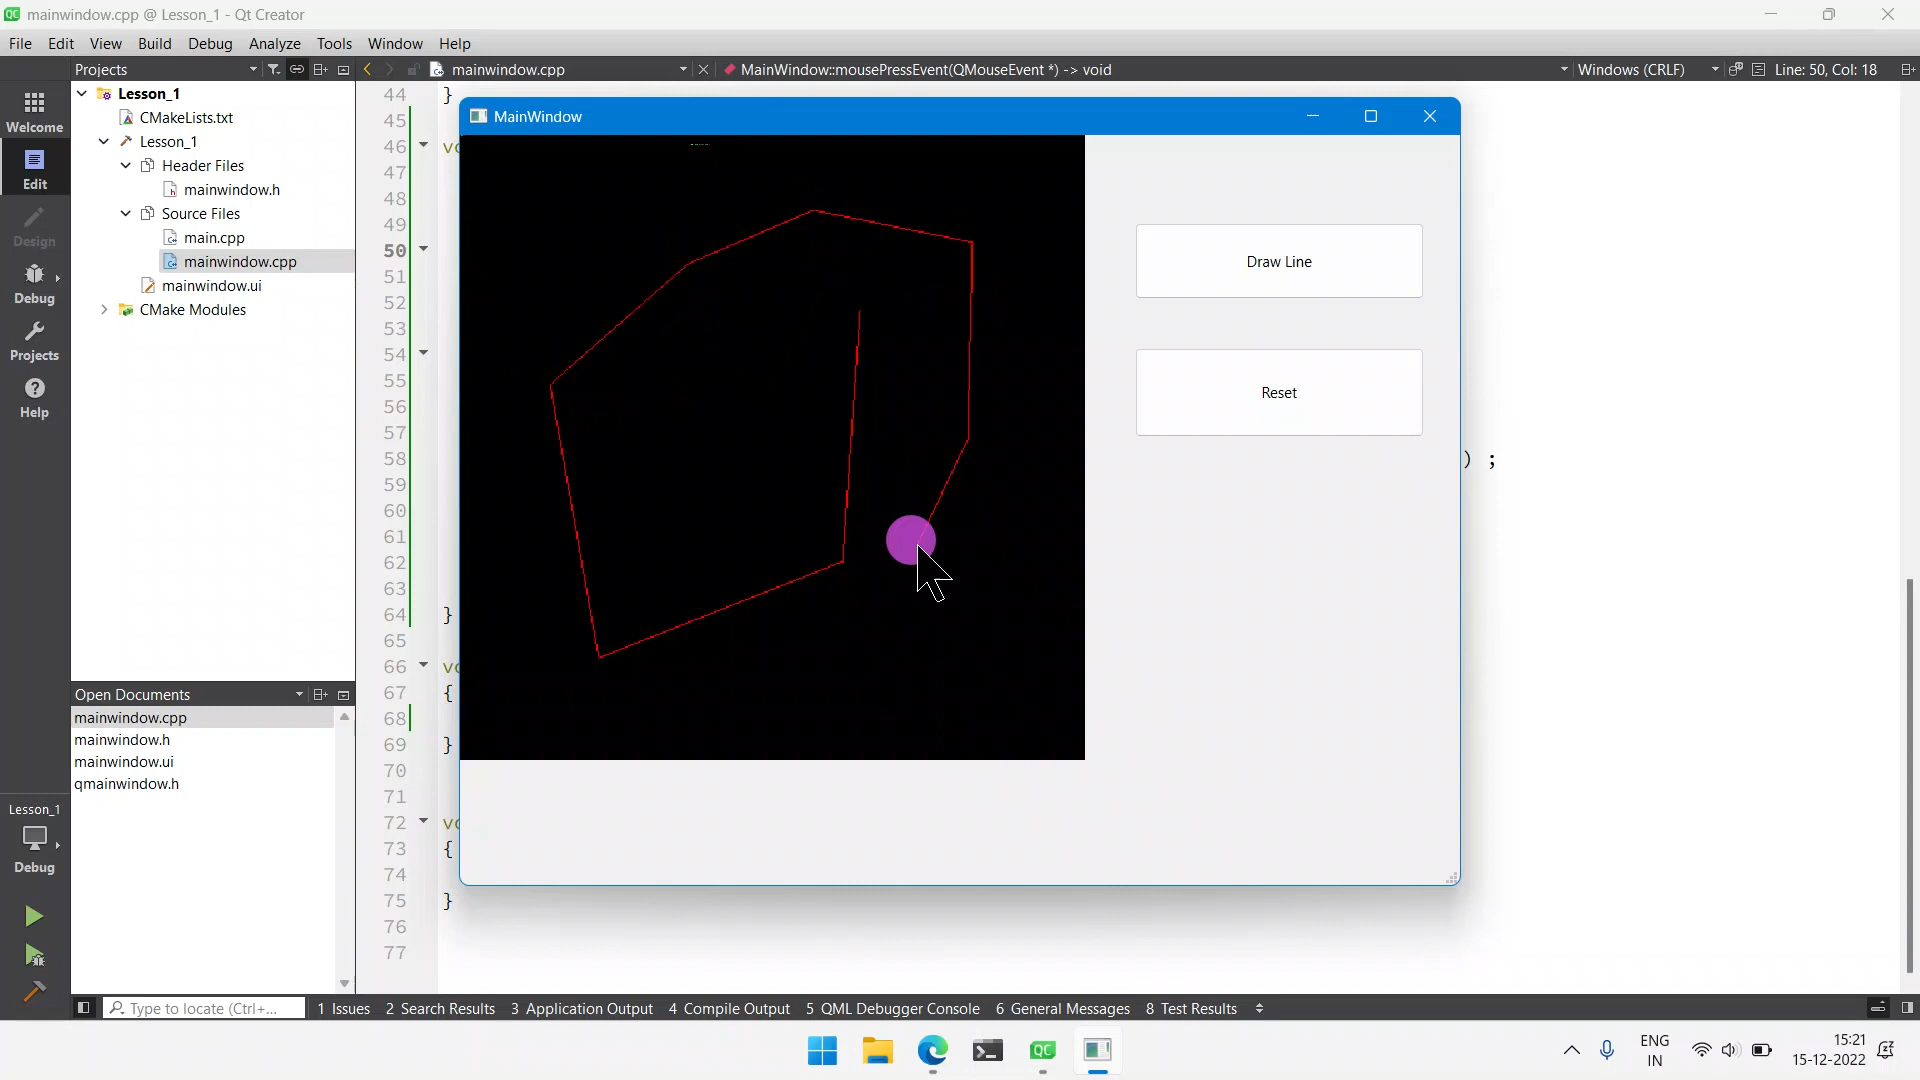 mainwindow.cpp @ Lesson_1 - Qt Creator
File Edit View Build Debug Analyze Tools Window Help
Projects
mainwindow.cpp
MainWindow::mousePressEvent(QMouseEvent *) -> void
Windows (CRLF)
Line: 50, Col: 18
Welcome
Edit
Design
Debug
Projects
Help
Lesson_1
Debug
Lesson_1
CMakeLists.txt
Lesson_1
Header Files
mainwindow.h
Source Files
main.cpp
mainwindow.cpp
mainwindow.ui
CMake Modules
Open Documents
mainwindow.cpp
mainwindow.h
mainwindow.ui
qmainwindow.h
44 }
45
46
47
48
49
50
51
52
53
54
55
56
57
58 ) ;
59
60
61
62
63
64 }
65
66
67 {
68
69 }
70
71
72
73 {
74
75 }
76
77
MainWindow
Draw Line
Reset
Type to locate (Ctrl+...
1 Issues 2 Search Results 3 Application Output 4 Compile Output 5 QML Debugger Console 6 General Messages 8 Test Results
ENG
IN
15:21
15-12-2022